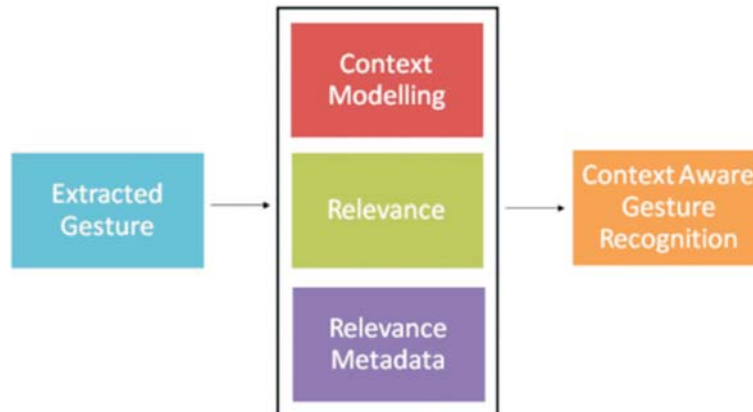 Extracted
Gesture
Context
Modelling
Relevance
Relevance
Metadata
Context Aware
Gesture
Recognition